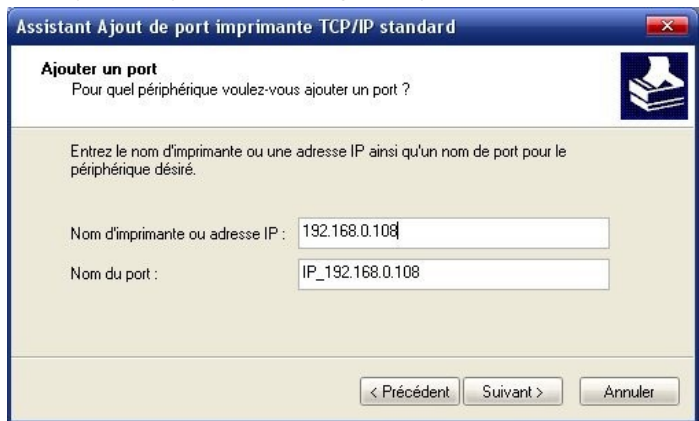 Assistant Ajout de port imprimante TCP/IP standard
Ajouter un port
Pour quel périphérique voulez-vous ajouter un port ?
Entrez le nom d'imprimante ou une adresse IP ainsi qu'un nom de port pour le
périphérique désiré.
Nom d'imprimante ou adresse IP : 192.168.0.108
Nom du port : IP_192.168.0.108
< Précédent Suivant > Annuler